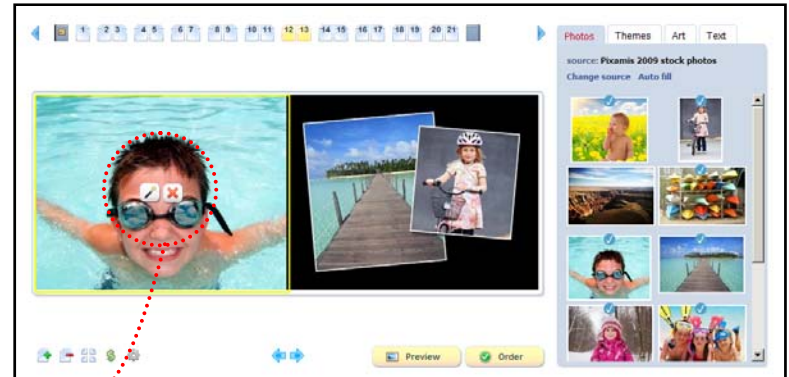 1 2 3 4 5 6 7 8 9 10 11 12 13 14 15 16 17 18 19 20 21
Photos Themes Art Text
source: Pixamis 2009 stock photos
Change source Auto fill
Preview Order